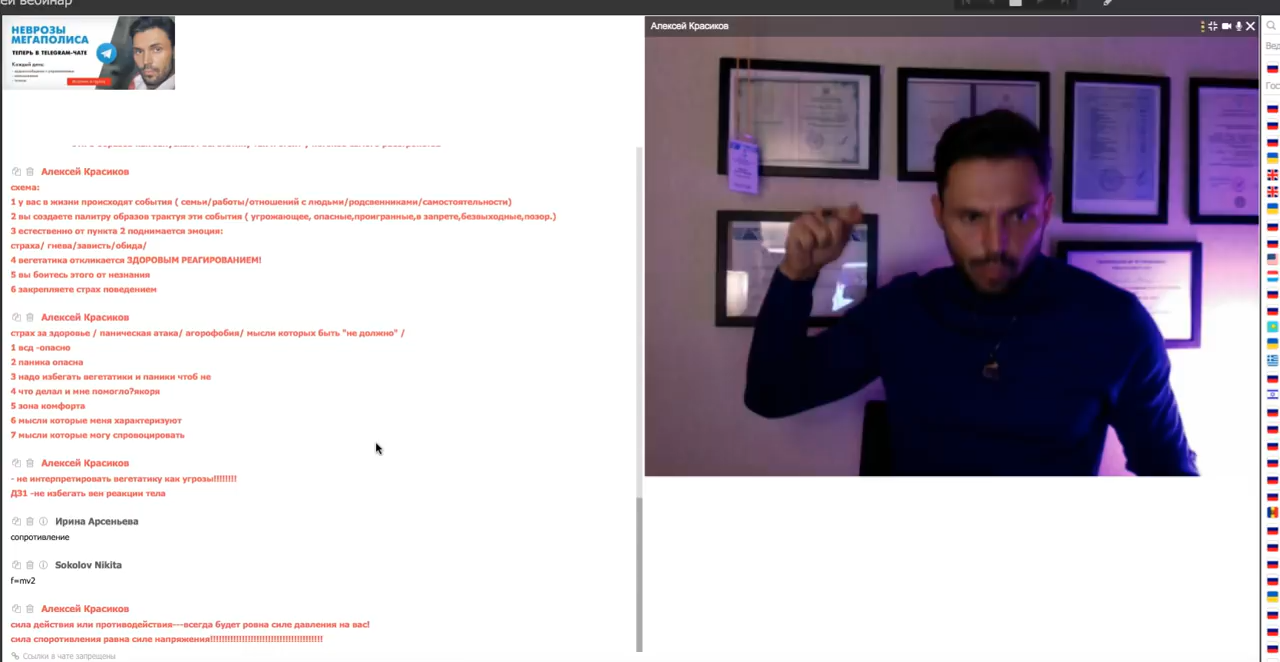 ей вебинар
НЕВРОЗЫ
МЕГАПОЛИСА
ТЕПЕРЬ В TELEGRAM-ЧАТЕ
Каждый день:
Алексей Красиков
схема:
1 у вас в жизни происходят события ( семьи/работы/отношений с людьми/родсвенниками/самостоятельности)
2 вы создаете палитру образов трактуя эти события ( угрожающее, опасные,проигранные,в запрете,безвыходные,позор.)
3 естественно от пункта 2 поднимается эмоция:
страха/ гнева/зависть/обида/
4 вегетатика откликается ЗДОРОВЫМ РЕАГИРОВАНИЕМ!
5 вы боитесь этого от незнания
6 закрепляете страх поведением
Алексей Красиков
страх за здоровье / паническая атака/ агорофобия/ мысли которых быть "не должно" /
1 всд -опасно
2 паника опасна
3 надо избегать вегетатики и паники чтоб не
4 что делал и мне помогло?якоря
5 зона комфорта
6 мысли которые меня характеризуют
7 мысли которые могу спровоцировать
Алексей Красиков
- не интерпретировать вегетатику как угрозы!!!!!!!!
ДЗ1 -не избегать вен реакции тела
Ирина Арсеньева
сопротивление
Sokolov Nikita
f=mv2
Алексей Красиков
сила действия или противодействия---всегда будет ровна силе давления на вас!
сила споротивления равна силе напряжения!!!!!!!!!!!!!!!!!!!!!!!!!!!!!!!!!!!!!!
Ссылки в чате запрещены
Алексей Красиков
Вед
Гос